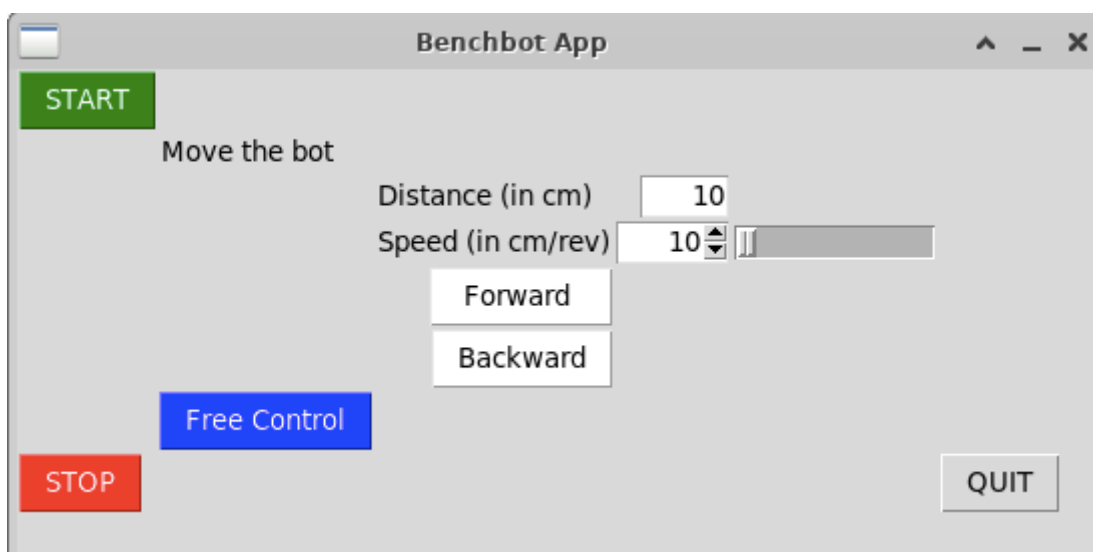 Benchbot App
START
Move the bot
Distance (in cm) 10
Speed (in cm/rev) 10
Forward
Backward
Free Control
STOP QUIT